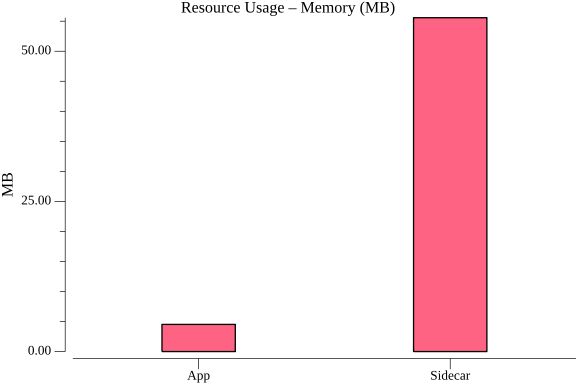 Resource Usage – Memory (MB)
50.00
25.00
0.00
MB
App
Sidecar